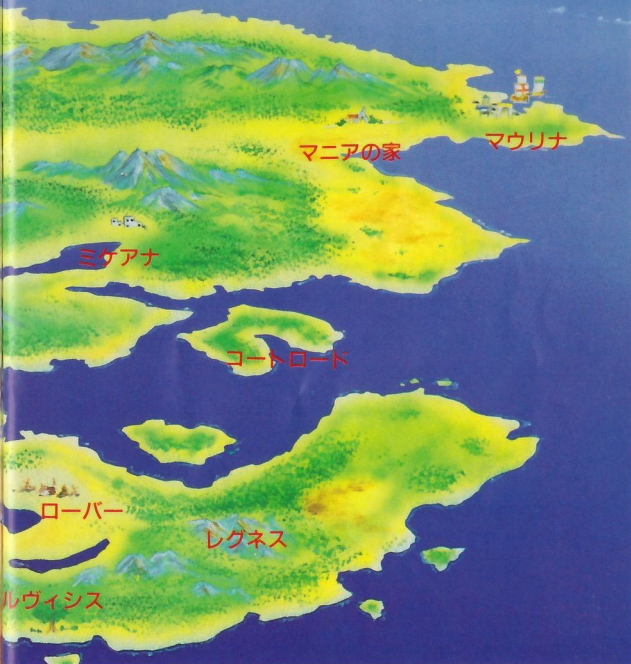 マウリナ
マニアの家
ミケアナ
コートロード
ローバー
レグネス
ルヴィシス